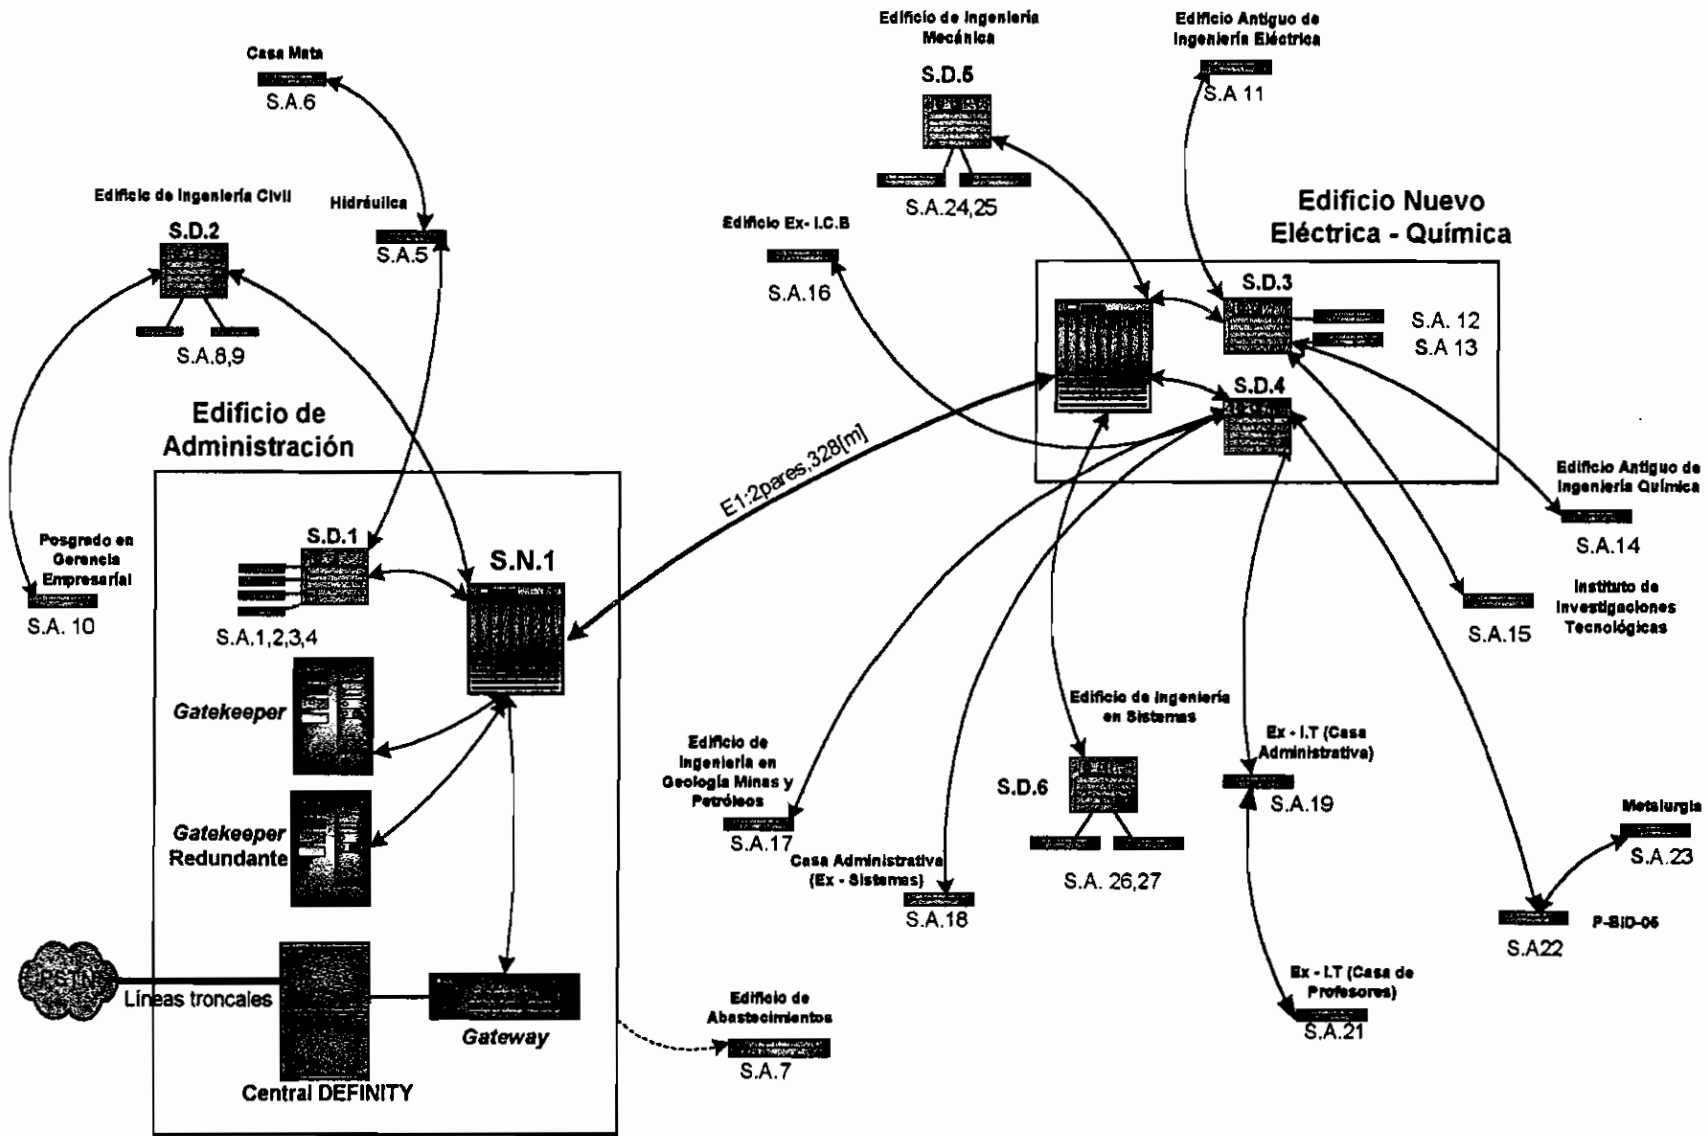 Casa Mata
S.A.6
Edificio de Ingeniería Civil
S.D.2
S.A.8,9
Hidráulica
S.A.5
Edificio de Ingeniería
Mecánica
S.D.5
S.A.24,25
Edificio Antiguo de
Ingeniería Eléctrica
S.A 11
Edificio Ex- I.C.B
S.A.16
Edificio Nuevo
Eléctrica - Química
S.D.3
S.A. 12
S.A 13
S.D.4
Edificio de
Administración
E1:2pares,328[m]
Posgrado en
Gerencia
Empresarial
S.A. 10
S.D.1
S.A.1,2,3,4
S.N.1
Gatekeeper
Gatekeeper
Redundante
PSTN
Líneas troncales
Gateway
Central DEFINITY
Edificio de
Abastecimientos
S.A.7
Edificio de
Ingeniería en
Geología Minas y
Petróleos
S.A.17
Casa Administrativa
(Ex - Sistemas)
S.A.18
Edificio de Ingeniería
en Sistemas
S.D.6
S.A. 26,27
Ex - I.T (Casa
Administrativa)
S.A.19
Ex - I.T (Casa de
Profesores)
S.A.21
Edificio Antiguo de
Ingeniería Química
S.A.14
Instituto de
Investigaciones
Tecnológicas
S.A.15
Metalurgia
S.A.23
P-BID-05
S.A22